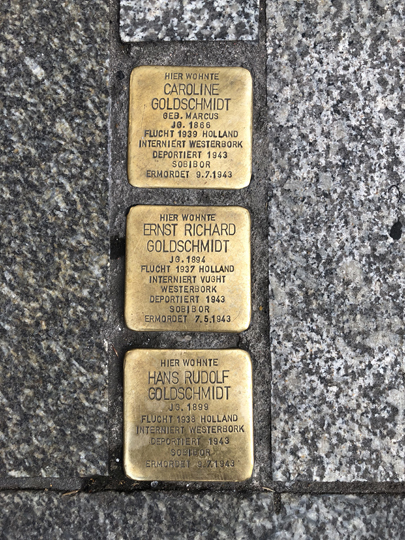 HIER WOHNTE
CAROLINE
GOLDSCHMIDT
GEB. MARCUS
JG. 1866
FLUCHT 1939 HOLLAND
INTERNIERT WESTERBORK
DEPORTIERT 1943
SOBIBOR
ERMORDET 9.7.1943
HIER WOHNTE
ERNST RICHARD
GOLDSCHMIDT
JG. 1894
FLUCHT 1937 HOLLAND
INTERNIERT VUGHT
WESTERBORK
DEPORTIERT 1943
SOBIBOR
ERMORDET 7.5.1943
HIER WOHNTE
HANS RUDOLF
GOLDSCHMIDT
JG. 1899
FLUCHT 1938 HOLLAND
INTERNIERT WESTERBORK
DEPORTIERT 1943
SOBIBOR
ERMORDET